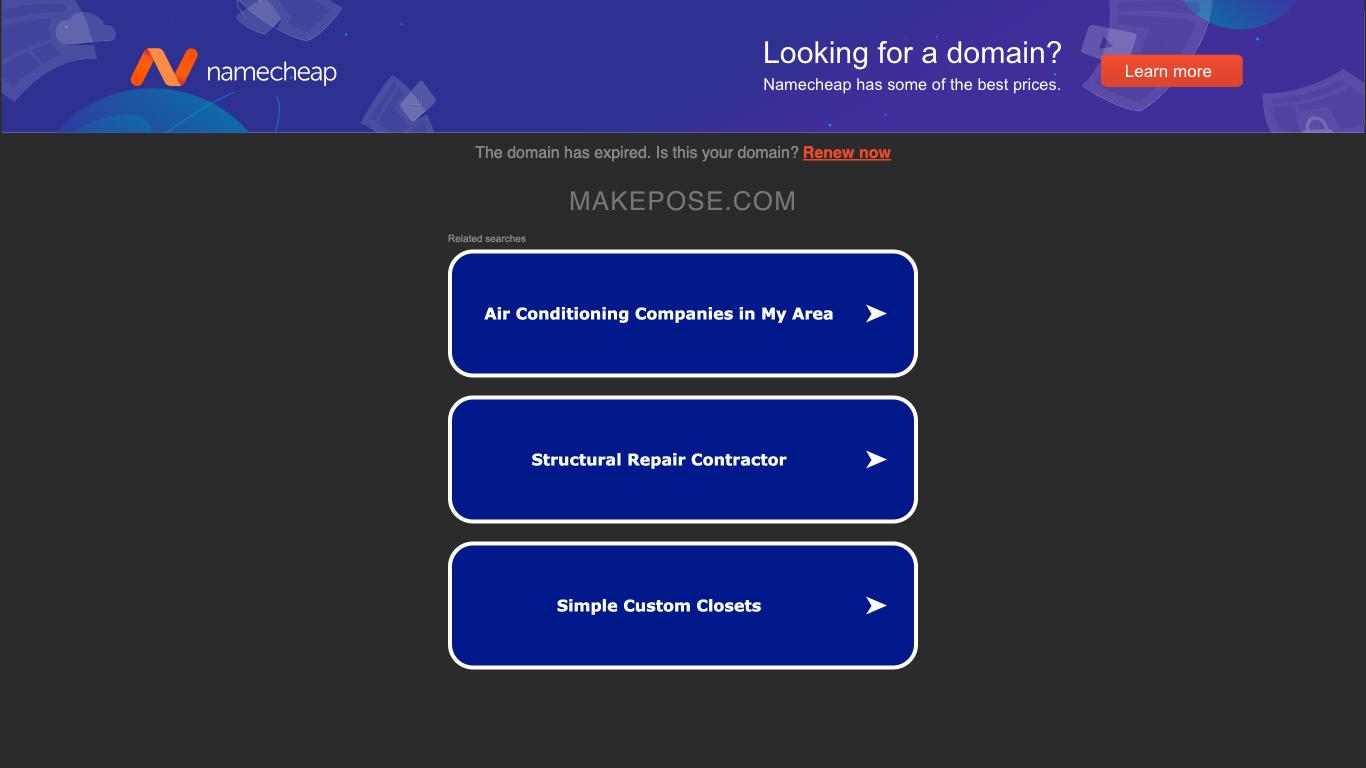 namecheap
Looking for a domain?
Namecheap has some of the best prices.
Learn more
The domain has expired. Is this your domain? Renew now
MAKEPOSE.COM
Related searches
Air Conditioning Companies in My Area
Structural Repair Contractor
Simple Custom Closets